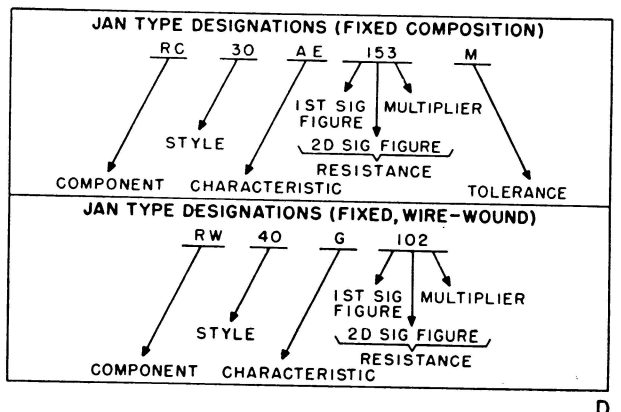 JAN TYPE DESIGNATIONS (FIXED COMPOSITION)
RC 30 AE 153 M
1ST SIG FIGURE
MULTIPLIER
2D SIG FIGURE
STYLE
RESISTANCE
COMPONENT CHARACTERISTIC TOLERANCE
JAN TYPE DESIGNATIONS (FIXED, WIRE-WOUND)
RW 40 G 102
1ST SIG FIGURE
MULTIPLIER
2D SIG FIGURE
STYLE
RESISTANCE
COMPONENT CHARACTERISTIC
D